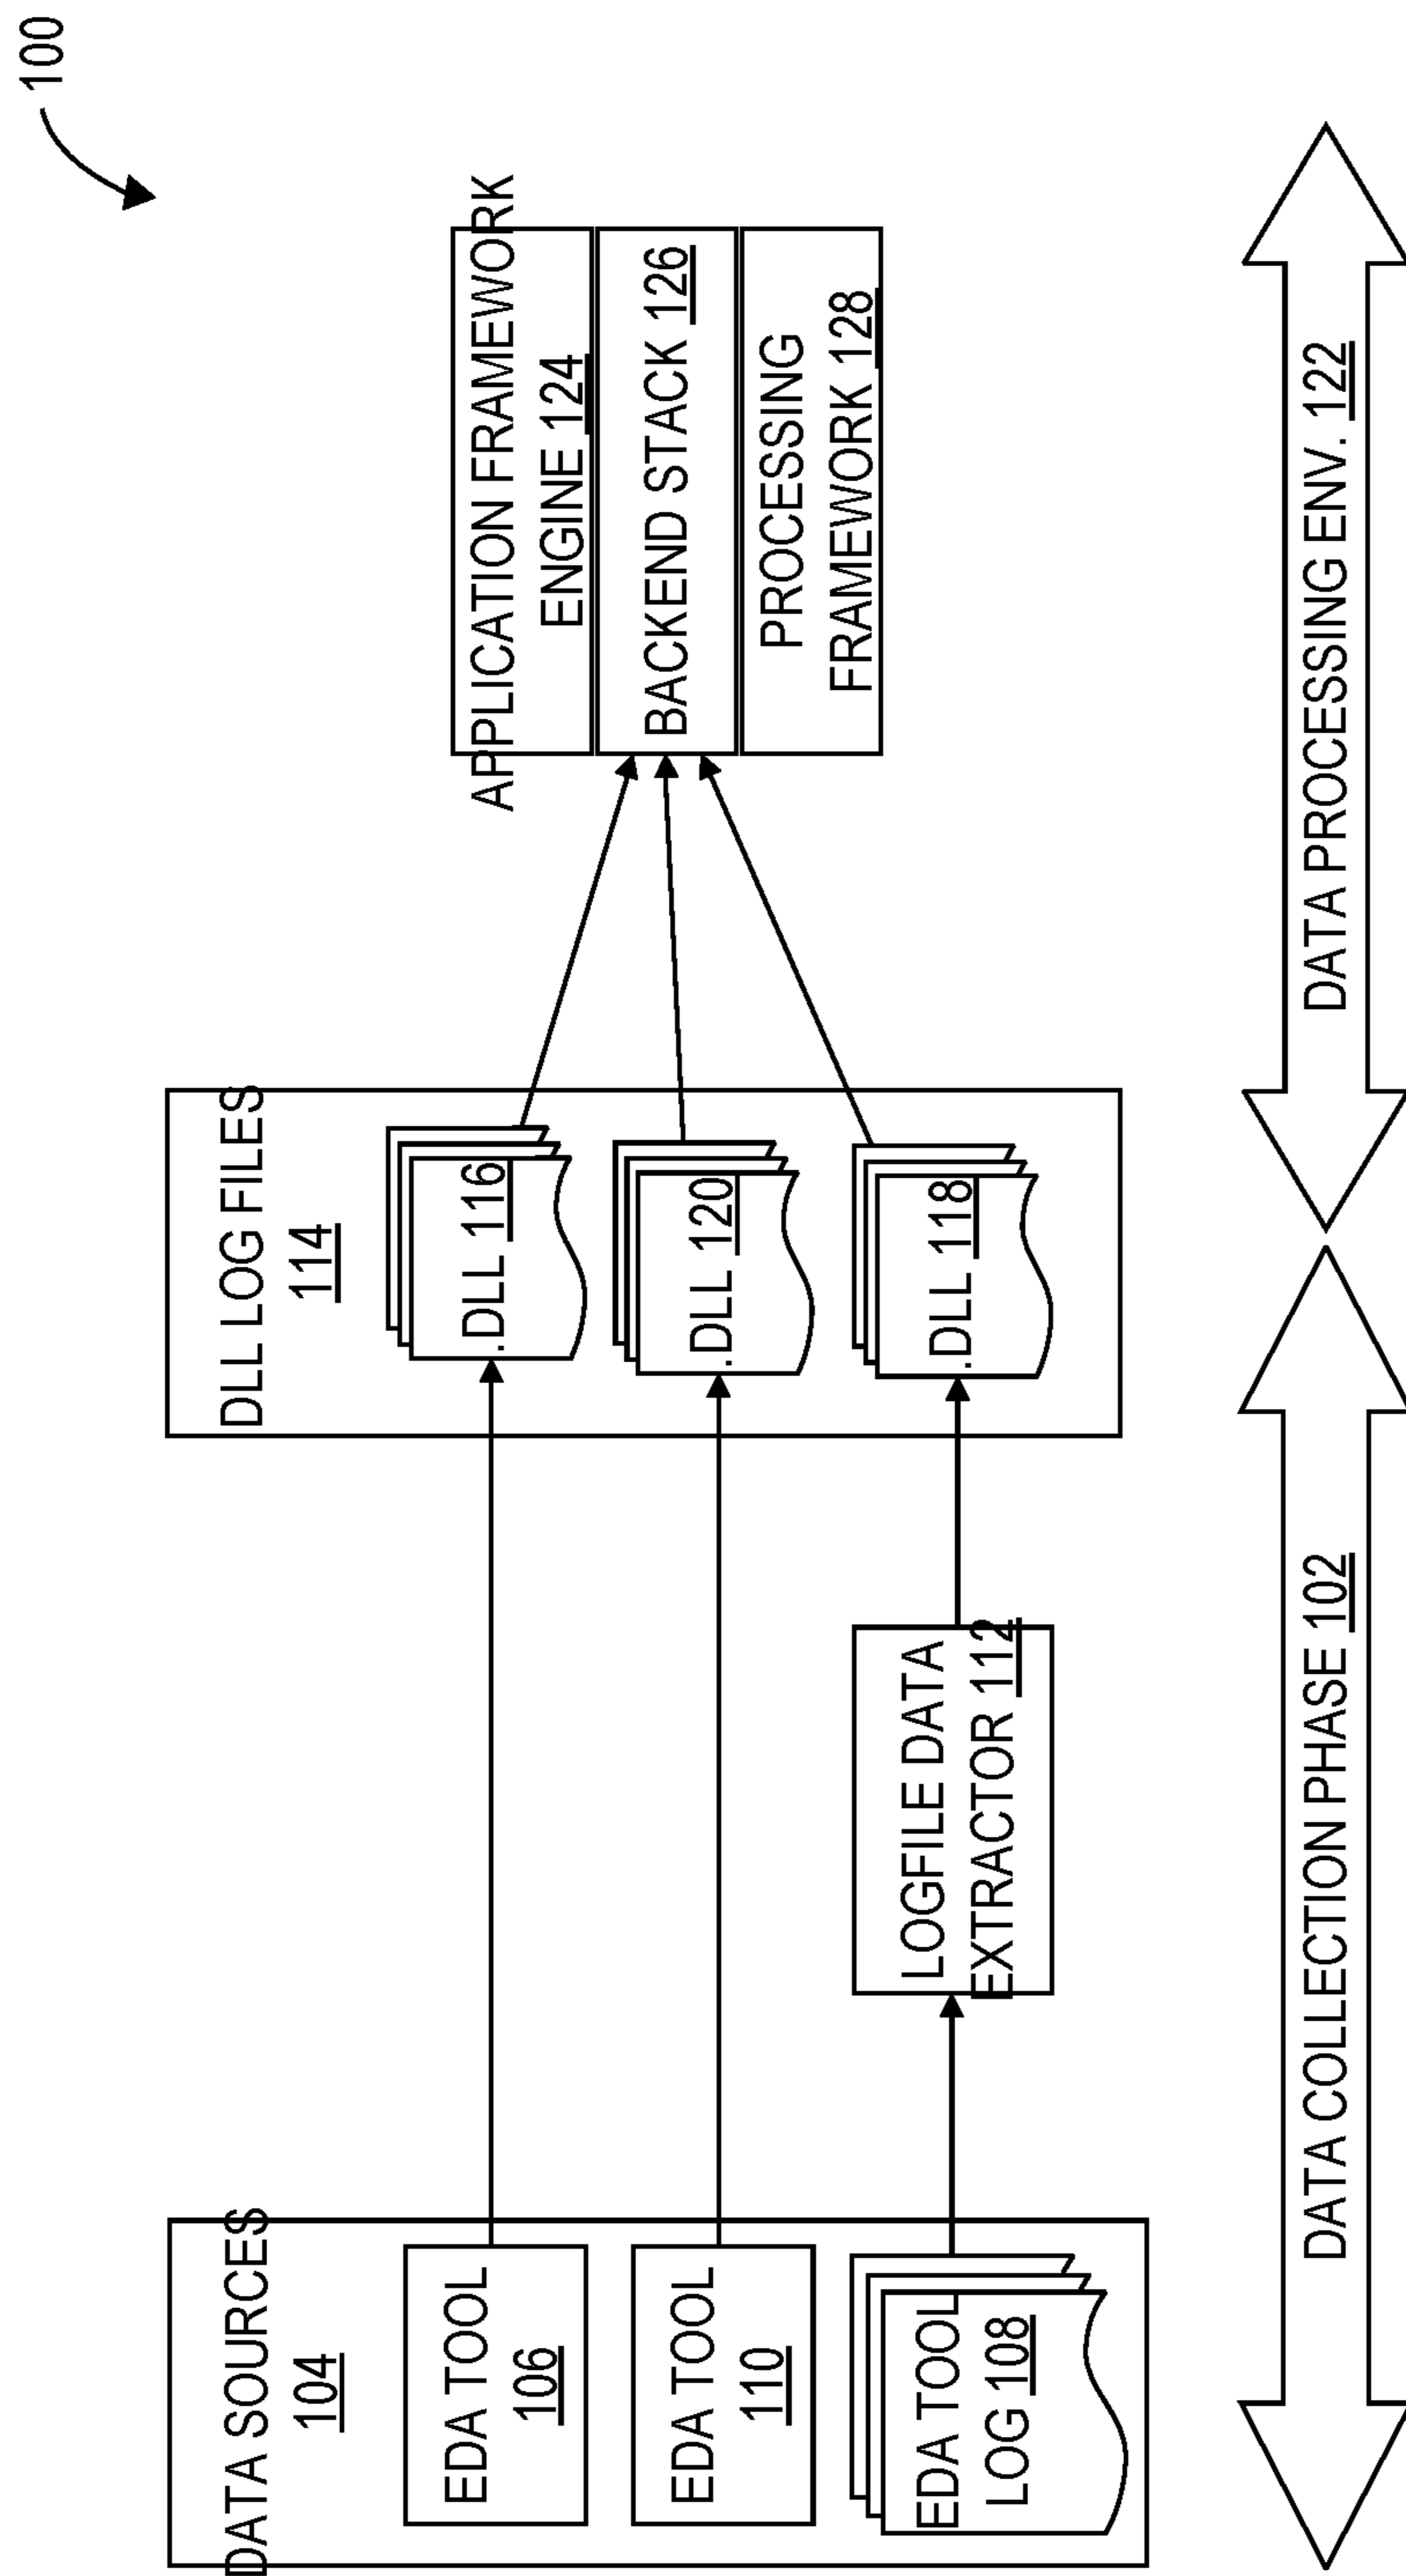 100
DATA SOURCES
104
EDA TOOL
106
EDA TOOL
110
EDA TOOL
LOG 108
LOGFILE DATA
EXTRACTOR 112
DLL LOG FILES
114
.DLL 116
.DLL 120
.DLL 118
APPLICATION FRAMEWORK
ENGINE 124
BACKEND STACK 126
PROCESSING
FRAMEWORK 128
DATA COLLECTION PHASE 102
DATA PROCESSING ENV. 122